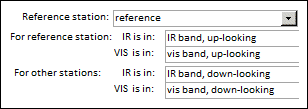 Reference station: reference
For reference station: IR is in: IR band, up-looking
VIS is in: vis band, up-looking
For other stations: IR is in: IR band, down-looking
VIS is in: vis band, down-looking